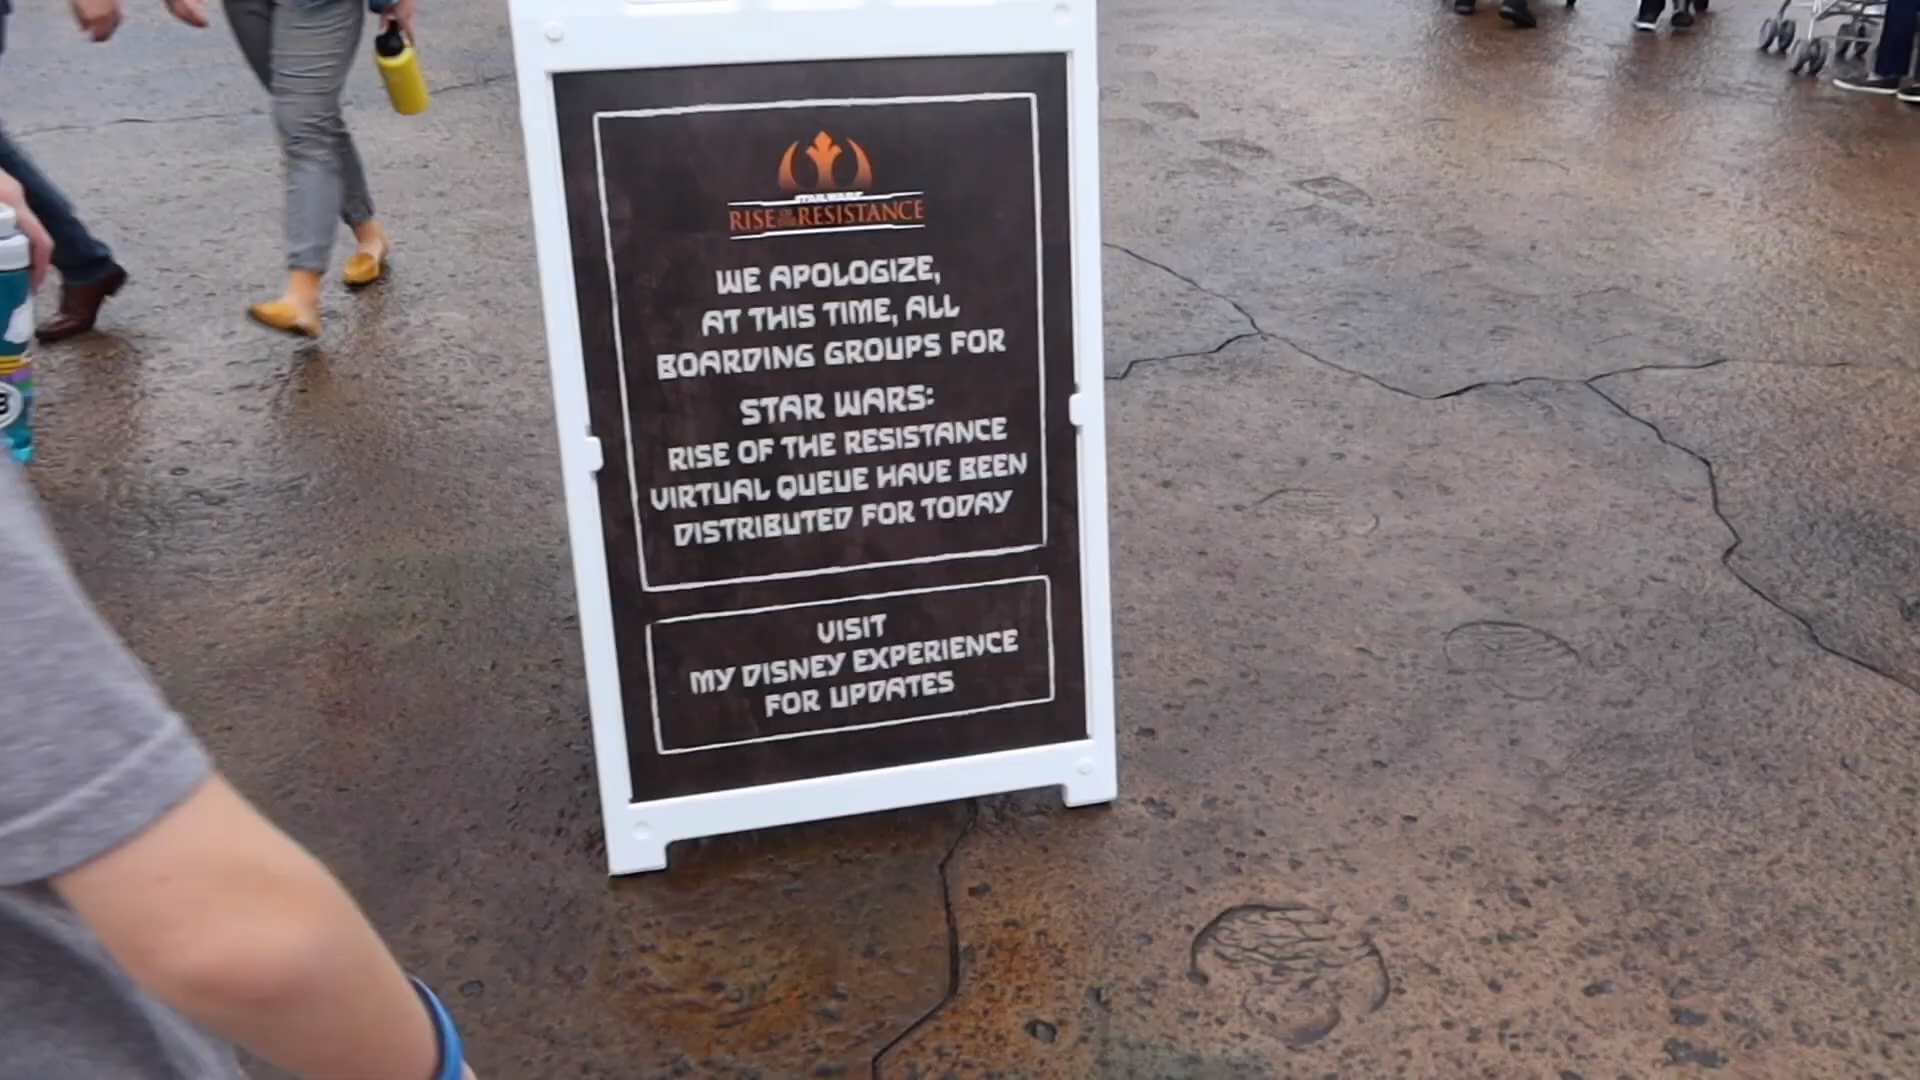 STAR WARS
RISE OF THE RESISTANCE
WE APOLOGIZE,
AT THIS TIME, ALL
BOARDING GROUPS FOR
STAR WARS:
RISE OF THE RESISTANCE
VIRTUAL QUEUE HAVE BEEN
DISTRIBUTED FOR TODAY
VISIT
MY DISNEY EXPERIENCE
FOR UPDATES